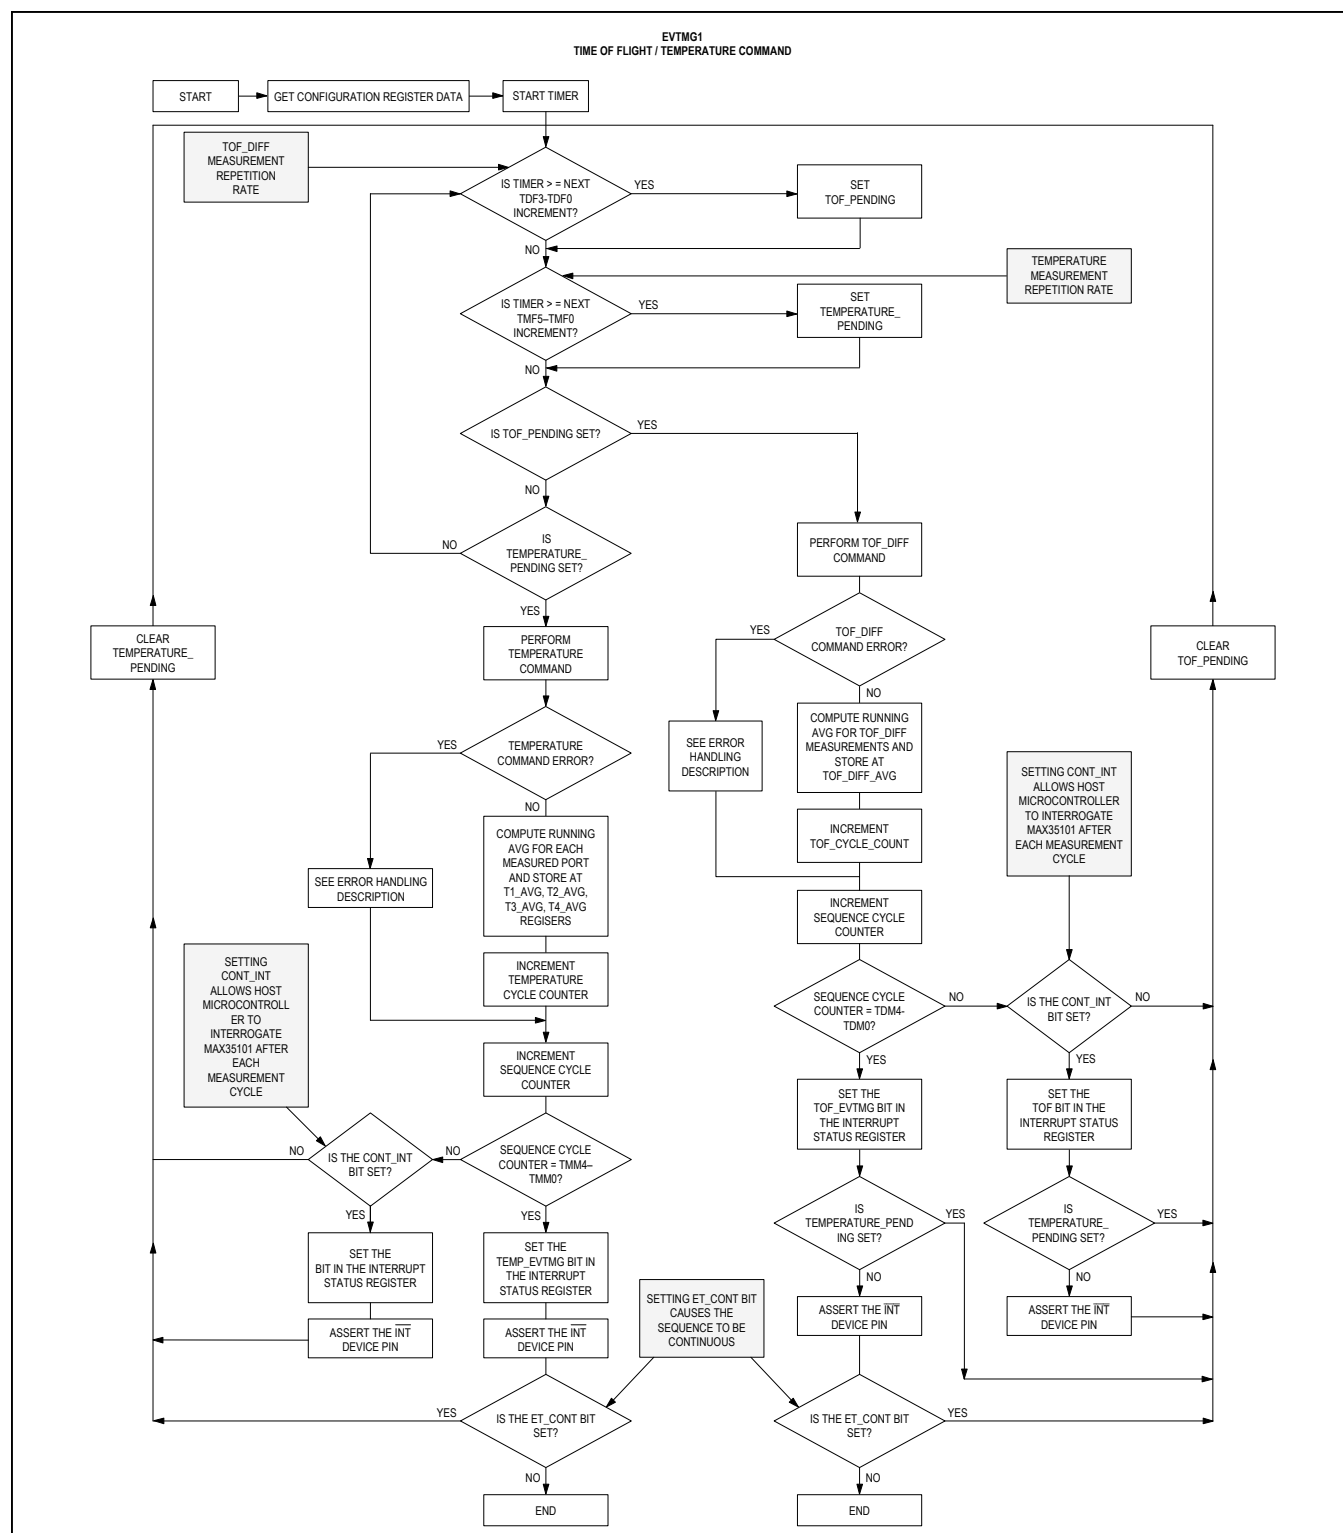 EVTMG1
TIME OF FLIGHT / TEMPERATURE COMMAND
START
GET CONFIGURATION REGISTER DATA
START TIMER
TOF_DIFF
MEASUREMENT
REPETITION
RATE
IS TIMER > = NEXT
TDF3-TDF0
INCREMENT?
YES
SET
TOF_PENDING
NO
TEMPERATURE
MEASUREMENT
REPETITION RATE
IS TIMER > = NEXT
TMF5–TMF0
INCREMENT?
YES
SET
TEMPERATURE_
PENDING
NO
IS TOF_PENDING SET?
YES
NO
IS
TEMPERATURE_
PENDING SET?
NO
YES
PERFORM TOF_DIFF
COMMAND
CLEAR
TEMPERATURE_
PENDING
PERFORM
TEMPERATURE
COMMAND
YES
TOF_DIFF
COMMAND ERROR?
NO
CLEAR
TOF_PENDING
YES
TEMPERATURE
COMMAND ERROR?
NO
SEE ERROR
HANDLING
DESCRIPTION
COMPUTE RUNNING
AVG FOR TOF_DIFF
MEASUREMENTS AND
STORE AT
TOF_DIFF_AVG
SETTING CONT_INT
ALLOWS HOST
MICROCONTROLLER
TO INTERROGATE
MAX35101 AFTER
EACH MEASUREMENT
CYCLE
COMPUTE RUNNING
AVG FOR EACH
MEASURED PORT
AND STORE AT
T1_AVG, T2_AVG,
T3_AVG, T4_AVG
REGISERS
INCREMENT
TOF_CYCLE_COUNT
SEE ERROR HANDLING
DESCRIPTION
INCREMENT
SEQUENCE CYCLE
COUNTER
SETTING
CONT_INT
ALLOWS HOST
MICROCONTROLL
ER TO
INTERROGATE
MAX35101 AFTER
EACH
MEASUREMENT
CYCLE
INCREMENT
TEMPERATURE
CYCLE COUNTER
SEQUENCE CYCLE
COUNTER = TDM4-
TDM0?
NO
IS THE CONT_INT
BIT SET?
NO
YES
YES
INCREMENT
SEQUENCE CYCLE
COUNTER
SET THE
TOF_EVTMG BIT IN
THE INTERRUPT
STATUS REGISTER
SET THE
TOF BIT IN THE
INTERRUPT STATUS
REGISTER
NO
IS THE CONT_INT
BIT SET?
NO
SEQUENCE CYCLE
COUNTER = TMM4–
TMM0?
YES
YES
IS
TEMPERATURE_PEND
ING SET?
YES
NO
IS
TEMPERATURE_
PENDING SET?
YES
NO
SET THE
BIT IN THE INTERRUPT
STATUS REGISTER
SET THE
TEMP_EVTMG BIT IN
THE INTERRUPT
STATUS REGISTER
SETTING ET_CONT BIT
CAUSES THE
SEQUENCE TO BE
CONTINUOUS
ASSERT THE INT
DEVICE PIN
ASSERT THE INT
DEVICE PIN
ASSERT THE INT
DEVICE PIN
ASSERT THE INT
DEVICE PIN
YES
IS THE ET_CONT BIT
SET?
NO
IS THE ET_CONT BIT
SET?
YES
NO
END
END